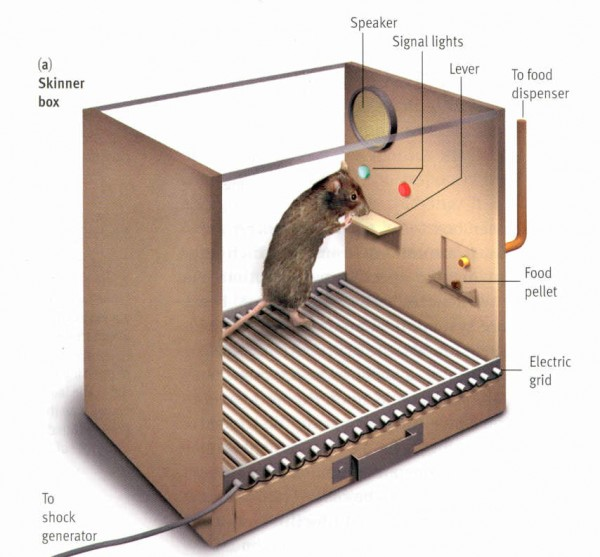 (a)
Skinner
box
Speaker
Signal lights
Lever
To food
dispenser
Food
pellet
Electric
grid
To
shock
generator